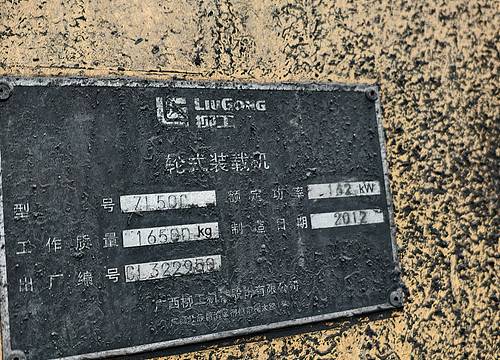 LIUGONG
柳工
轮式装载机
型 号 ZL50C 额定功率 162 kW
工作质量 16500 kg 制造日期 2012
出厂编号 CL322959
广西柳工机械股份有限公司